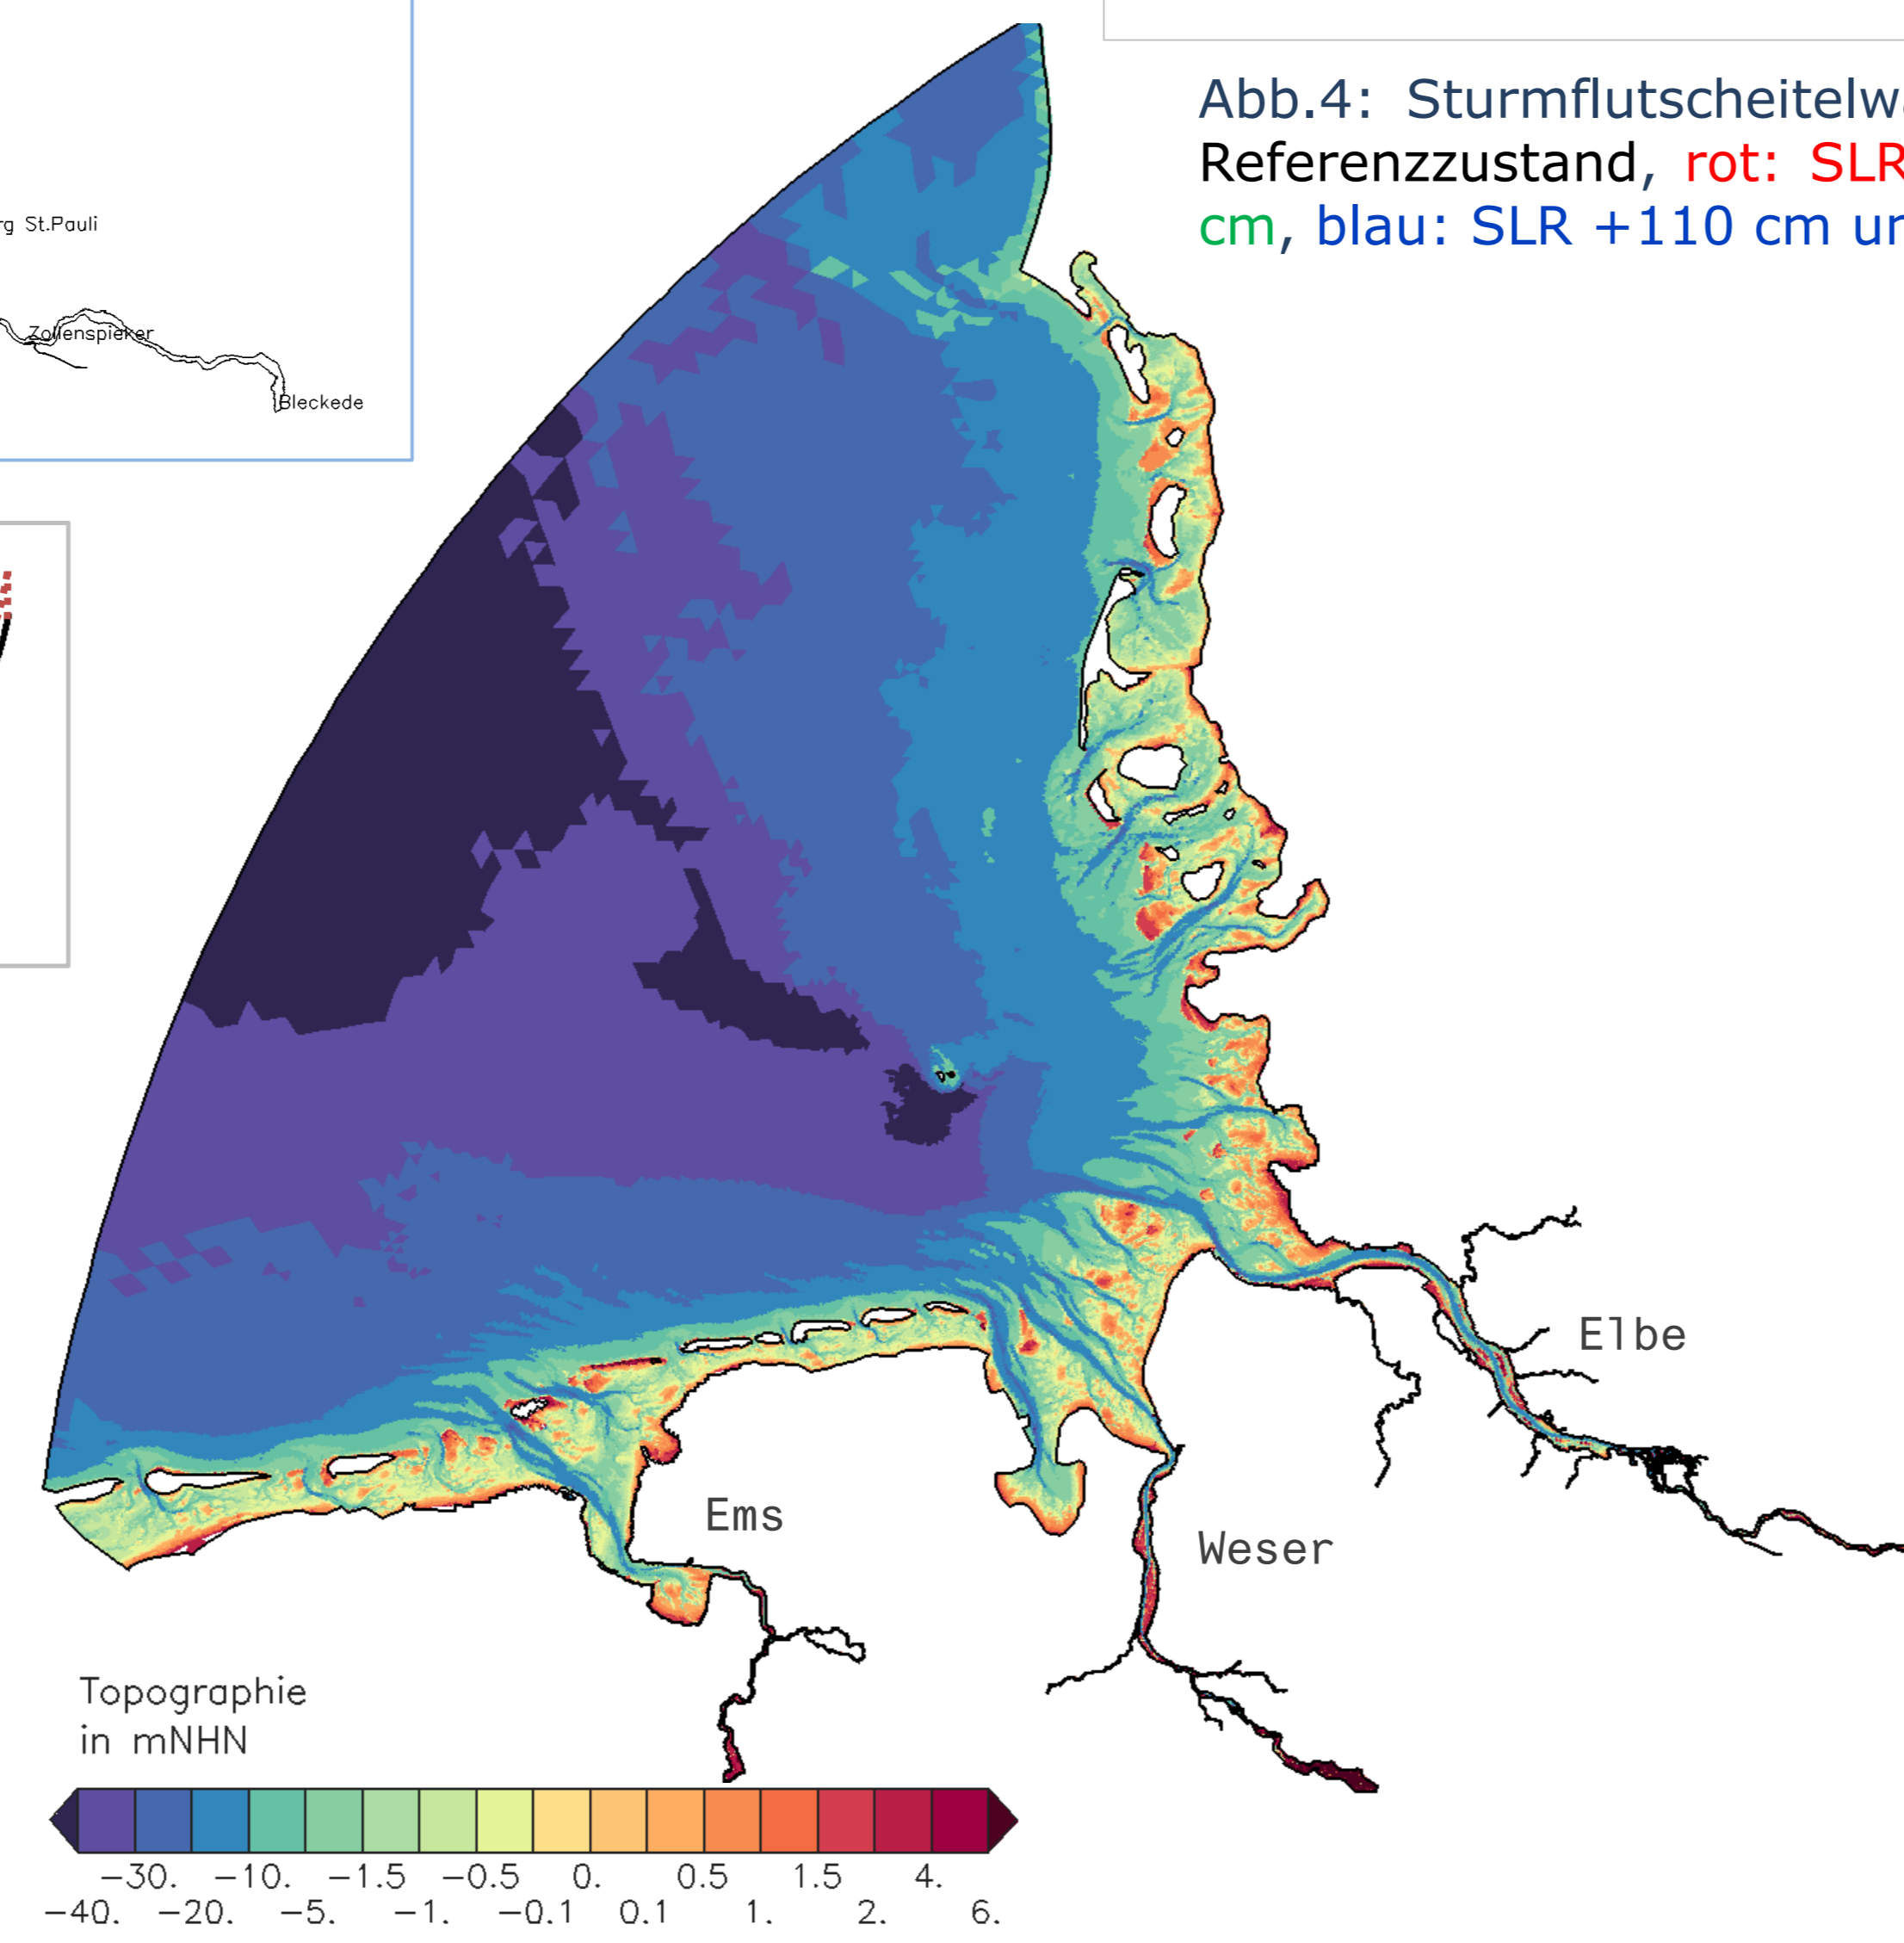 Abb.4: Sturmflutscheitelw
Referenzzustand, rot: SLR
cm, blau: SLR +110 cm
St.Pauli
Zollenspieker
Bleckede
Elbe
Ems
Weser
Topographie
in mNHN
-30. -10. -1.5 -0.5 0. 0.5 1.5 4.
-40. -20. -5. -1. -0.1 0.1 1. 2. 6.